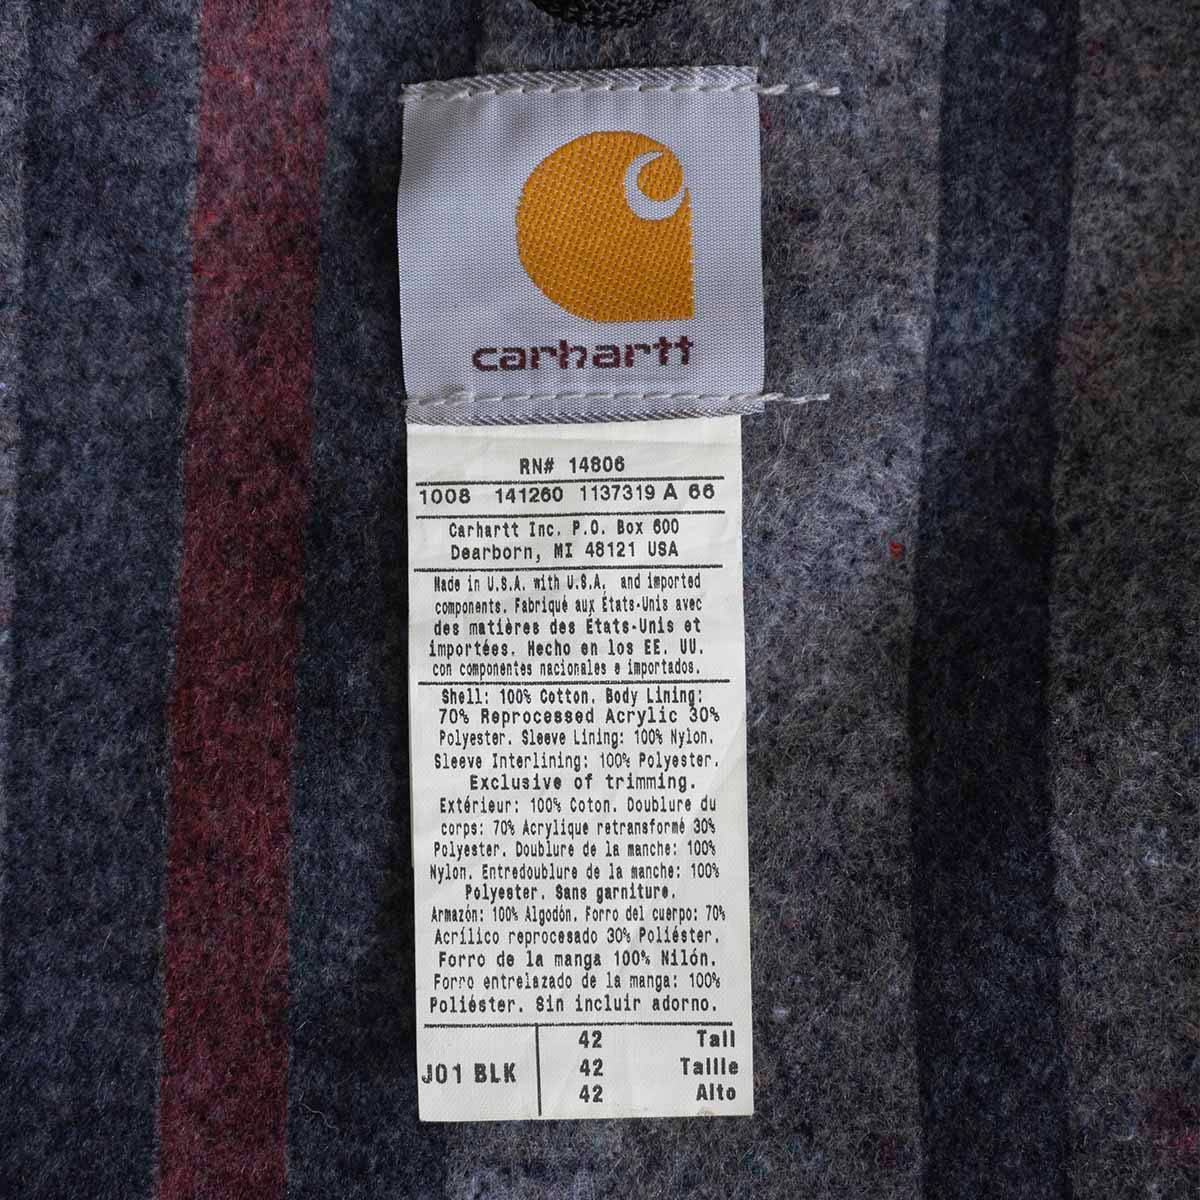 carhartt
RN# 14806
1008 141260 1137319 A 66
Carhartt Inc. P.O. Box 600
Dearborn, MI 48121 USA
Made in U.S.A. with U.S.A. and imported
components. Fabriqué aux États-Unis avec
des matières des États-Unis et
importées. Hecho en los EE. UU.
con componentes nacionales e importados.
Shell: 100% Cotton. Body Lining:
70% Reprocessed Acrylic 30%
Polyester. Sleeve Lining: 100% Nylon.
Sleeve Interlining: 100% Polyester.
Exclusive of trimming.
Extérieur: 100% Coton. Doublure du
corps: 70% Acrylique retransformé 30%
Polyester. Doublure de la manche: 100%
Nylon. Entredoublure de la manche: 100%
Polyester. Sans garniture.
Armazón: 100% Algodón. Forro del cuerpo: 70%
Acrílico reprocesado 30% Poliéster.
Forro de la manga 100% Nilón.
Forro entrelazado de la manga: 100%
Poliéster. Sin incluir adorno.
J01 BLK
42 Tall
42 Taille
42 Alto